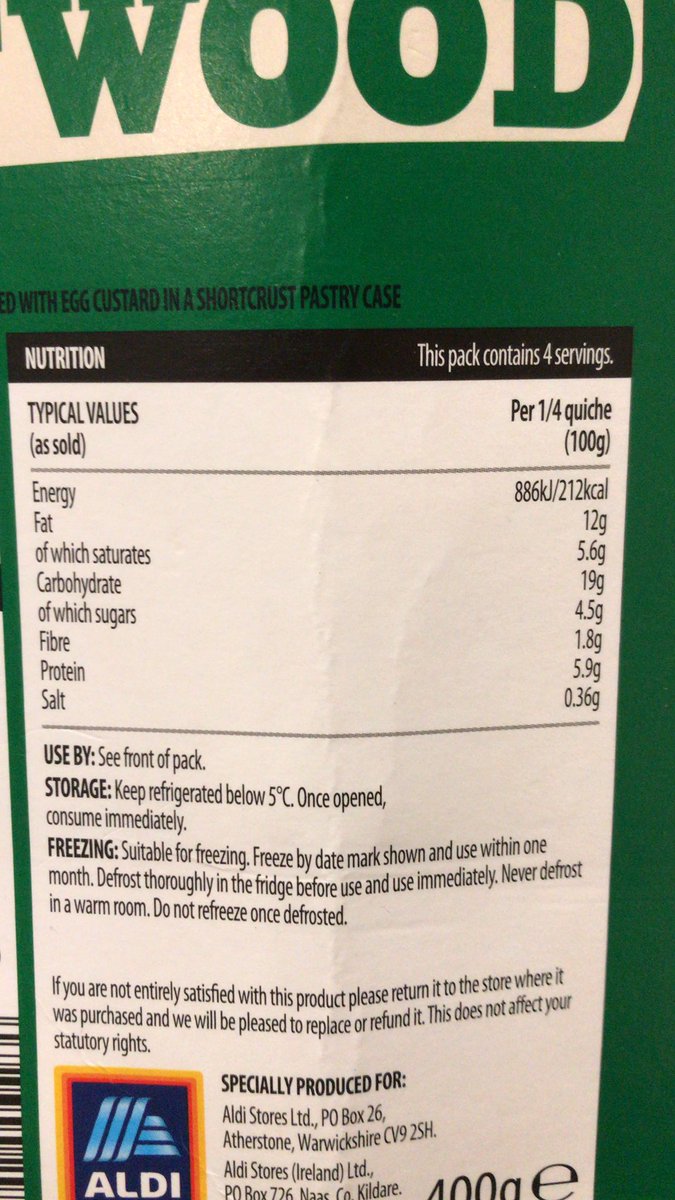 WOOD
WITH EGG CUSTARD IN A SHORTCRUST PASTRY CASE
NUTRITION This pack contains 4 servings.
TYPICAL VALUES Per 1/4 quiche
(as sold) (100g)
Energy 886kJ/212kcal
Fat 12g
of which saturates 5.6g
Carbohydrate 19g
of which sugars 4.5g
Fibre 1.8g
Protein 5.9g
Salt 0.36g
USE BY: See front of pack.
STORAGE: Keep refrigerated below 5°C. Once opened,
consume immediately.
FREEZING: Suitable for freezing. Freeze by date mark shown and use within one
month. Defrost thoroughly in the fridge before use and use immediately. Never defrost
in a warm room. Do not refreeze once defrosted.
If you are not entirely satisfied with this product please return it to the store where it
was purchased and we will be pleased to replace or refund it. This does not affect your
statutory rights.
SPECIALLY PRODUCED FOR:
Aldi Stores Ltd., PO Box 26,
Atherstone, Warwickshire CV9 2SH.
Aldi Stores (Ireland) Ltd.,
PO Box 726, Naas, Co. Kildare.
ALDI
400g e